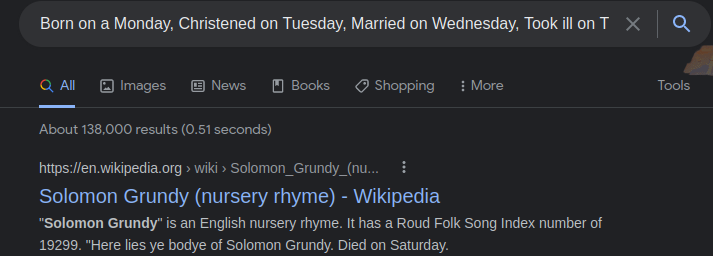 Born on a Monday, Christened on Tuesday, Married on Wednesday, Took ill on T
All Images News Books Shopping More Tools
About 138,000 results (0.51 seconds)
https://en.wikipedia.org › wiki › Solomon_Grundy_(nu...
Solomon Grundy (nursery rhyme) - Wikipedia
"Solomon Grundy" is an English nursery rhyme. It has a Roud Folk Song Index number of
19299. "Here lies ye bodye of Solomon Grundy. Died on Saturday.